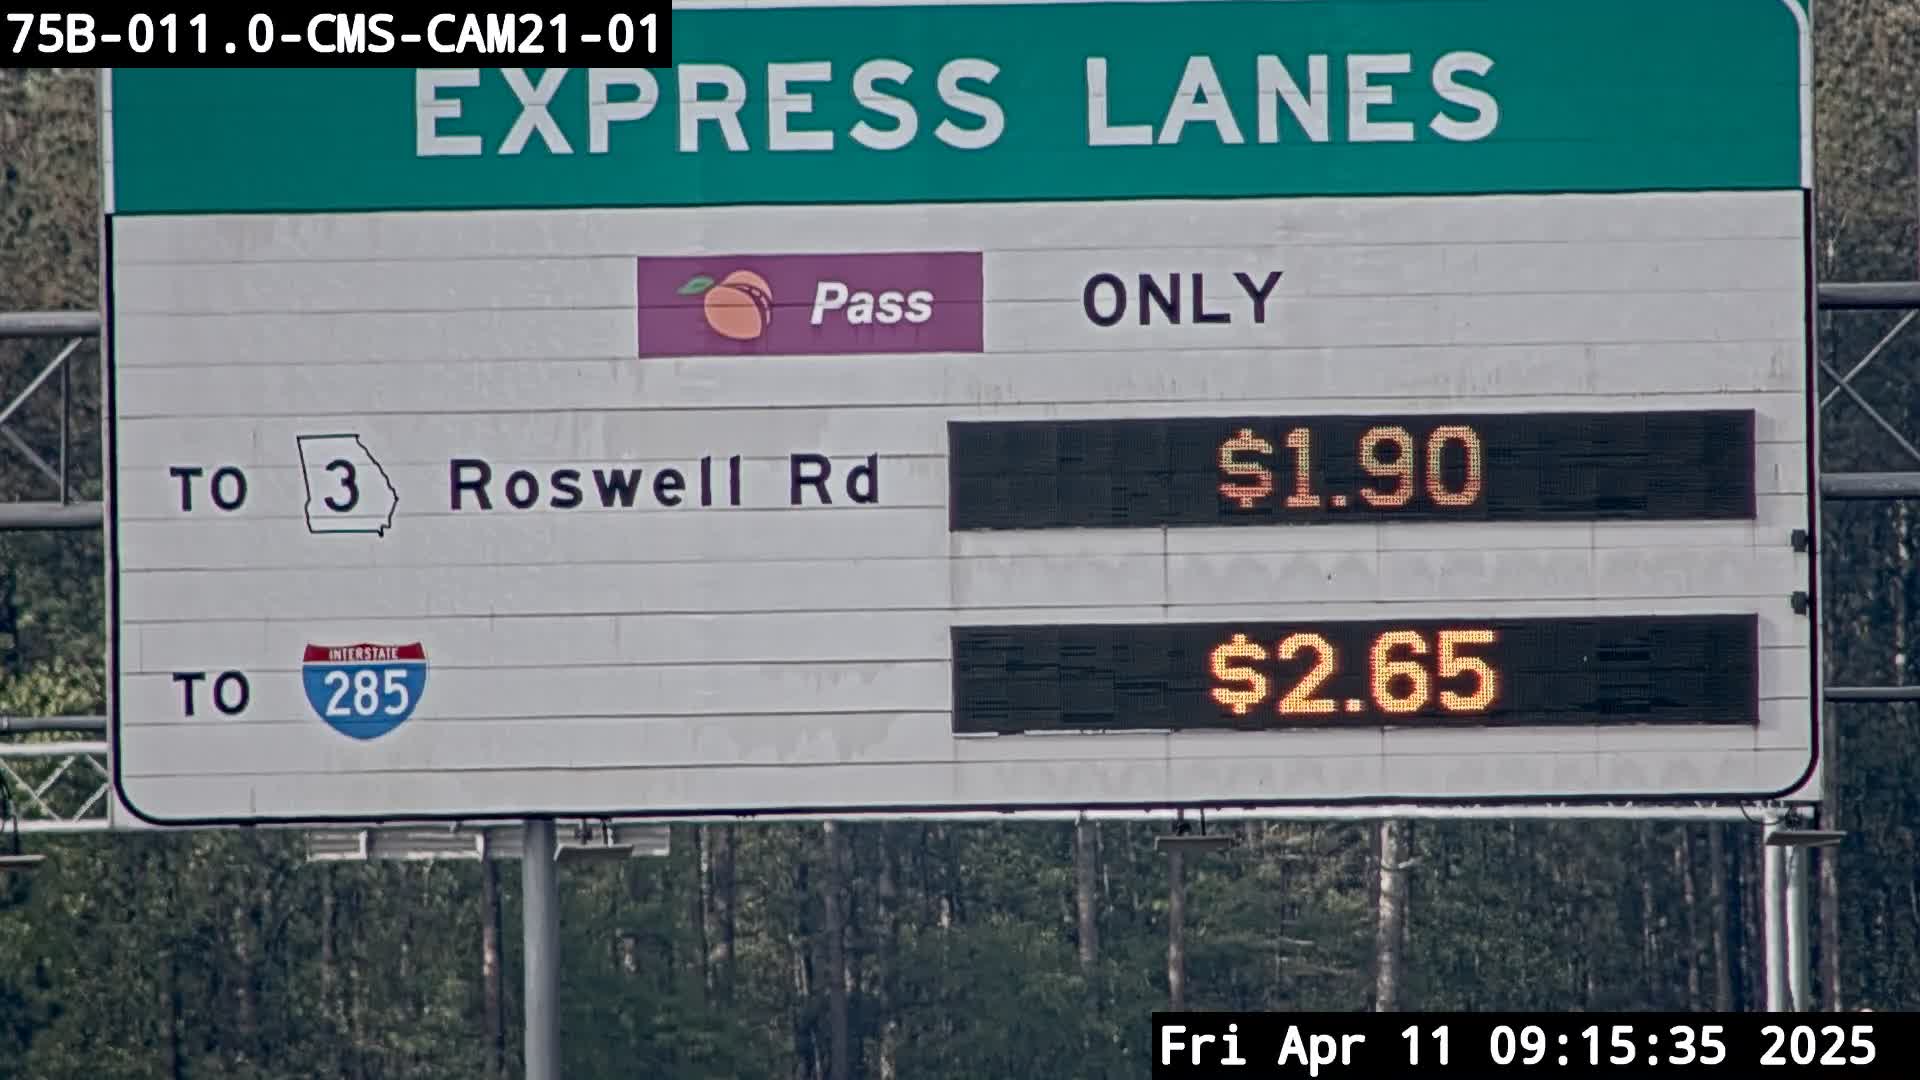 75B-011.0-CMS-CAM21-01
EXPRESS LANES
Pass ONLY
TO 3 Roswell Rd $1.90
TO INTERSTATE 285 $2.65
Fri Apr 11 09:15:35 2025